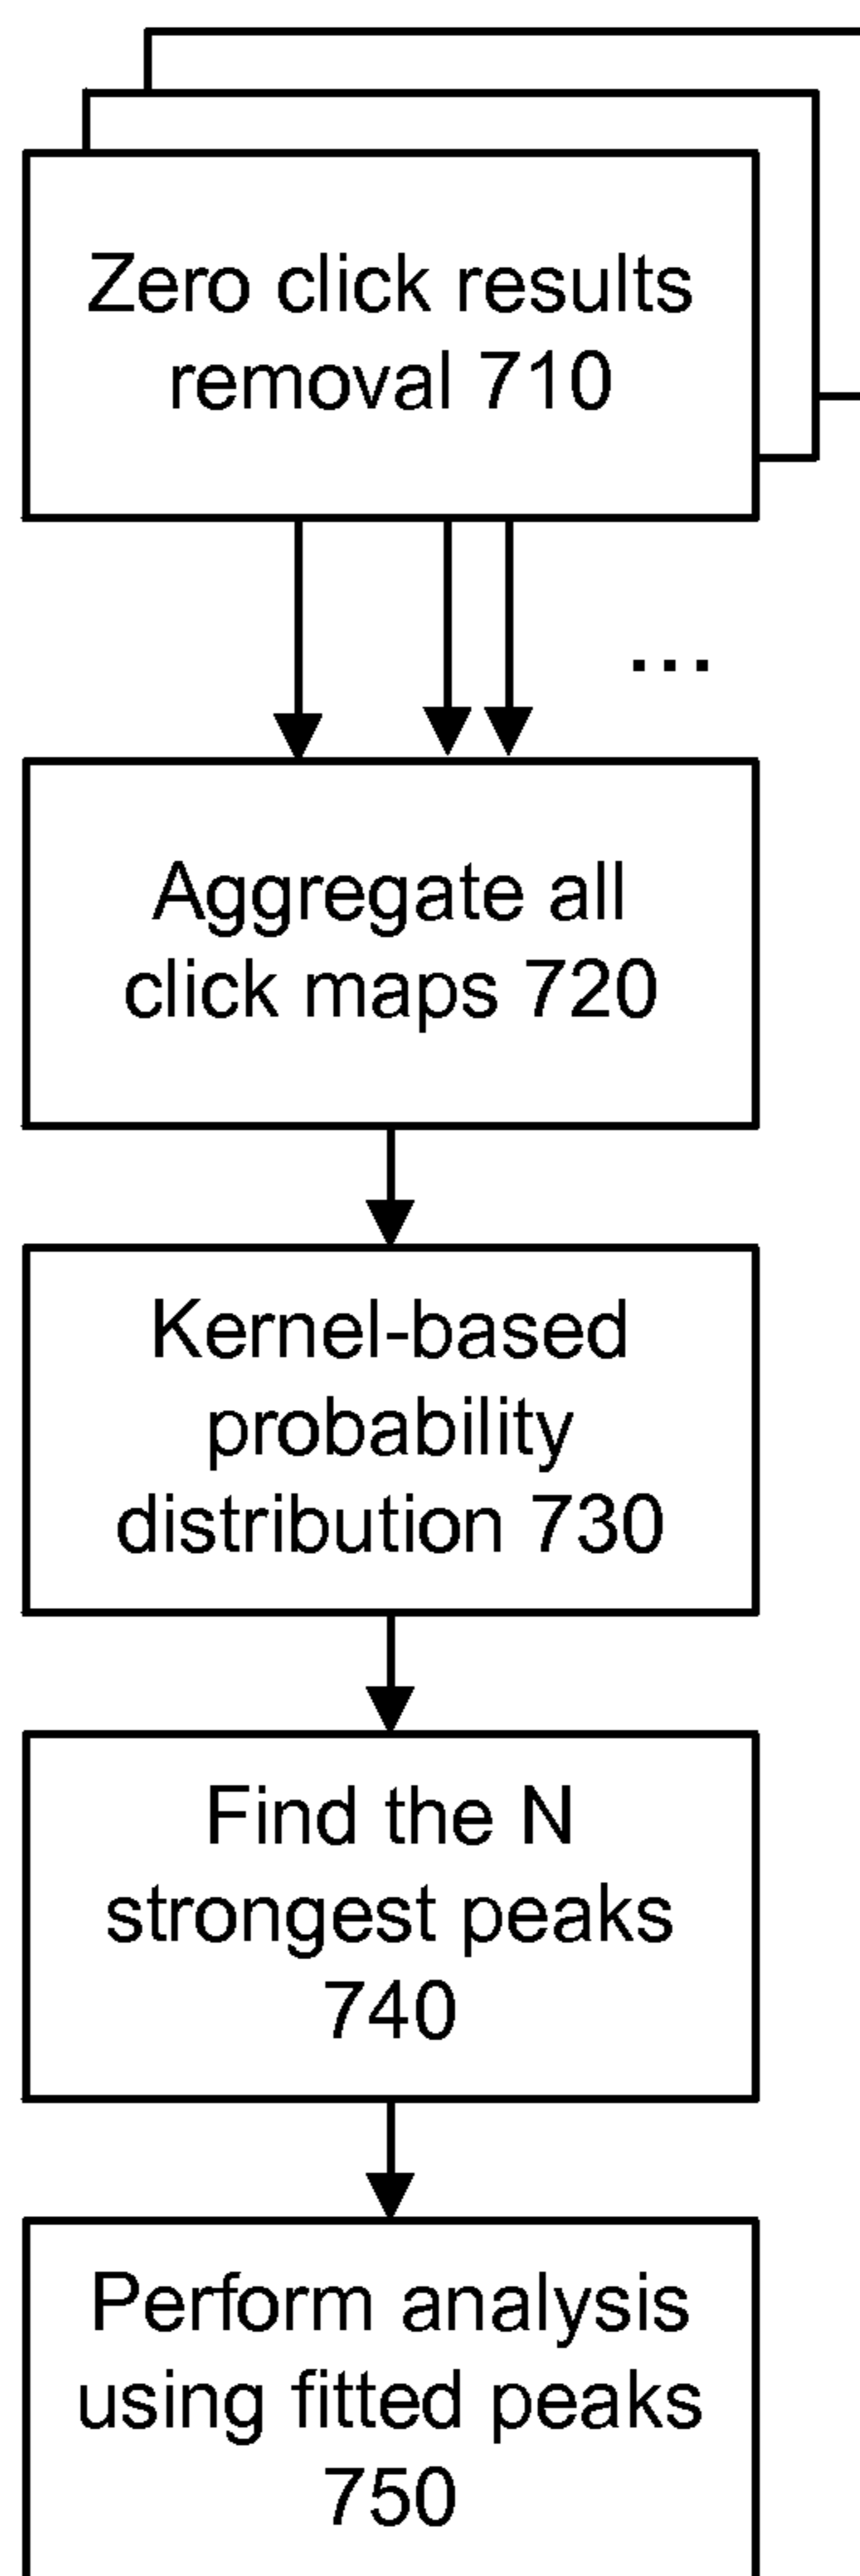 Zero click results
removal 710
...
Aggregate all
click maps 720
Kernel-based
probability
distribution 730
Find the N
strongest peaks
740
Perform analysis
using fitted peaks
750